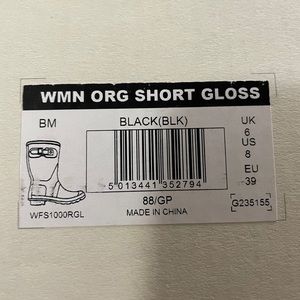 WMN ORG SHORT GLOSS
BM
BLACK(BLK)
UK
6
US
8
EU
39
5 013441 352794
WFS1000RGL
88/GP
MADE IN CHINA
G235155